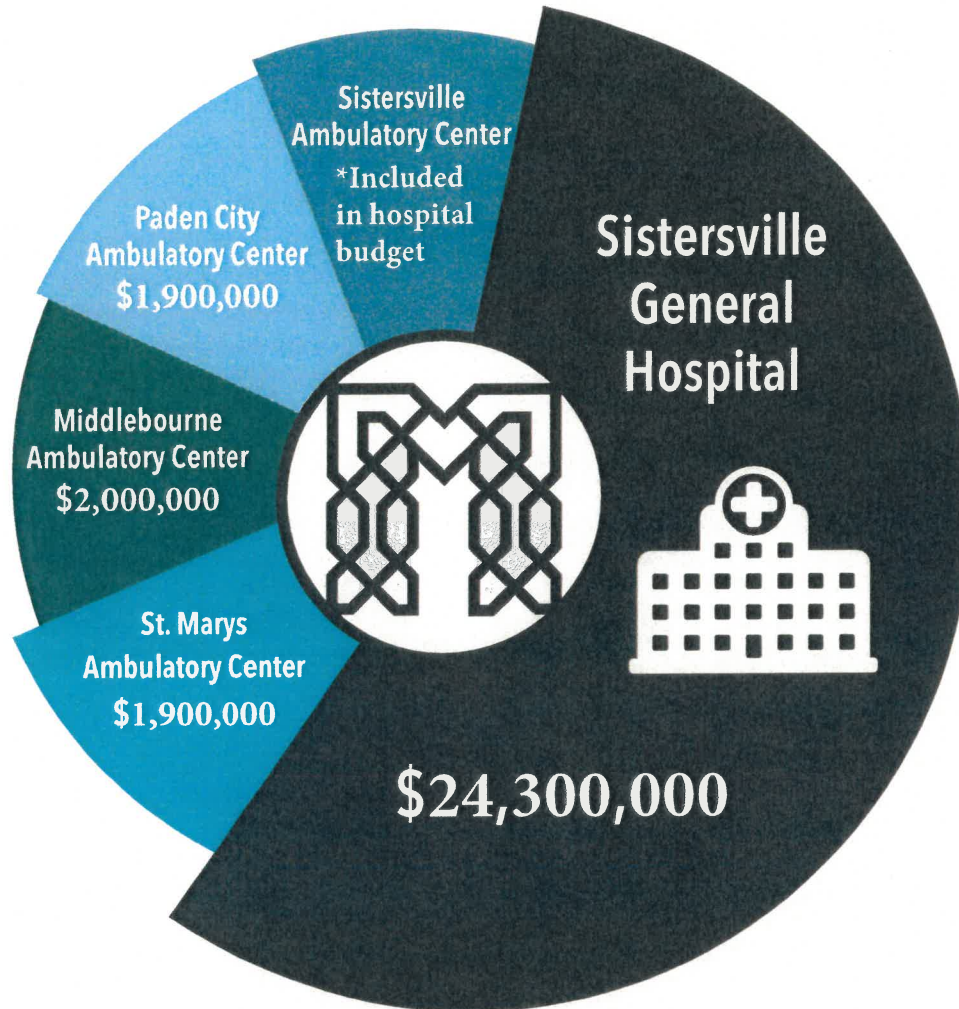 Sistersville
Ambulatory Center
*Included
in hospital
budget
Paden City
Ambulatory Center
$1,900,000
Middlebourne
Ambulatory Center
$2,000,000
St. Marys
Ambulatory Center
$1,900,000
Sistersville
General
Hospital
$24,300,000